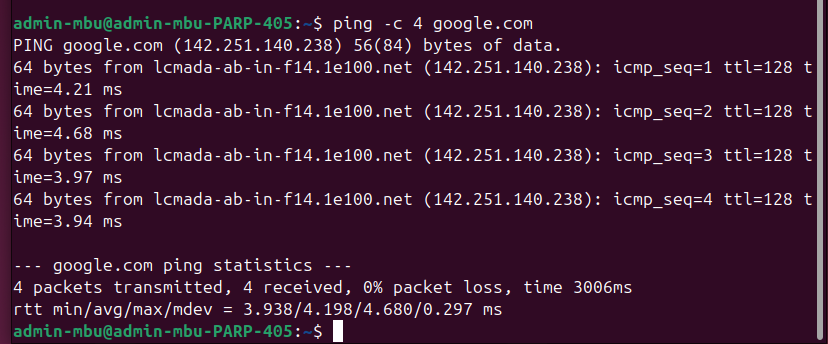 admin-mbu@admin-mbu-PARP-405:~$ ping -c 4 google.com
PING google.com (142.251.140.238) 56(84) bytes of data.
64 bytes from lcmada-ab-in-f14.1e100.net (142.251.140.238): icmp_seq=1 ttl=128 t
ime=4.21 ms
64 bytes from lcmada-ab-in-f14.1e100.net (142.251.140.238): icmp_seq=2 ttl=128 t
ime=4.68 ms
64 bytes from lcmada-ab-in-f14.1e100.net (142.251.140.238): icmp_seq=3 ttl=128 t
ime=3.97 ms
64 bytes from lcmada-ab-in-f14.1e100.net (142.251.140.238): icmp_seq=4 ttl=128 t
ime=3.94 ms

--- google.com ping statistics ---
4 packets transmitted, 4 received, 0% packet loss, time 3006ms
rtt min/avg/max/mdev = 3.938/4.198/4.680/0.297 ms
admin-mbu@admin-mbu-PARP-405:~$